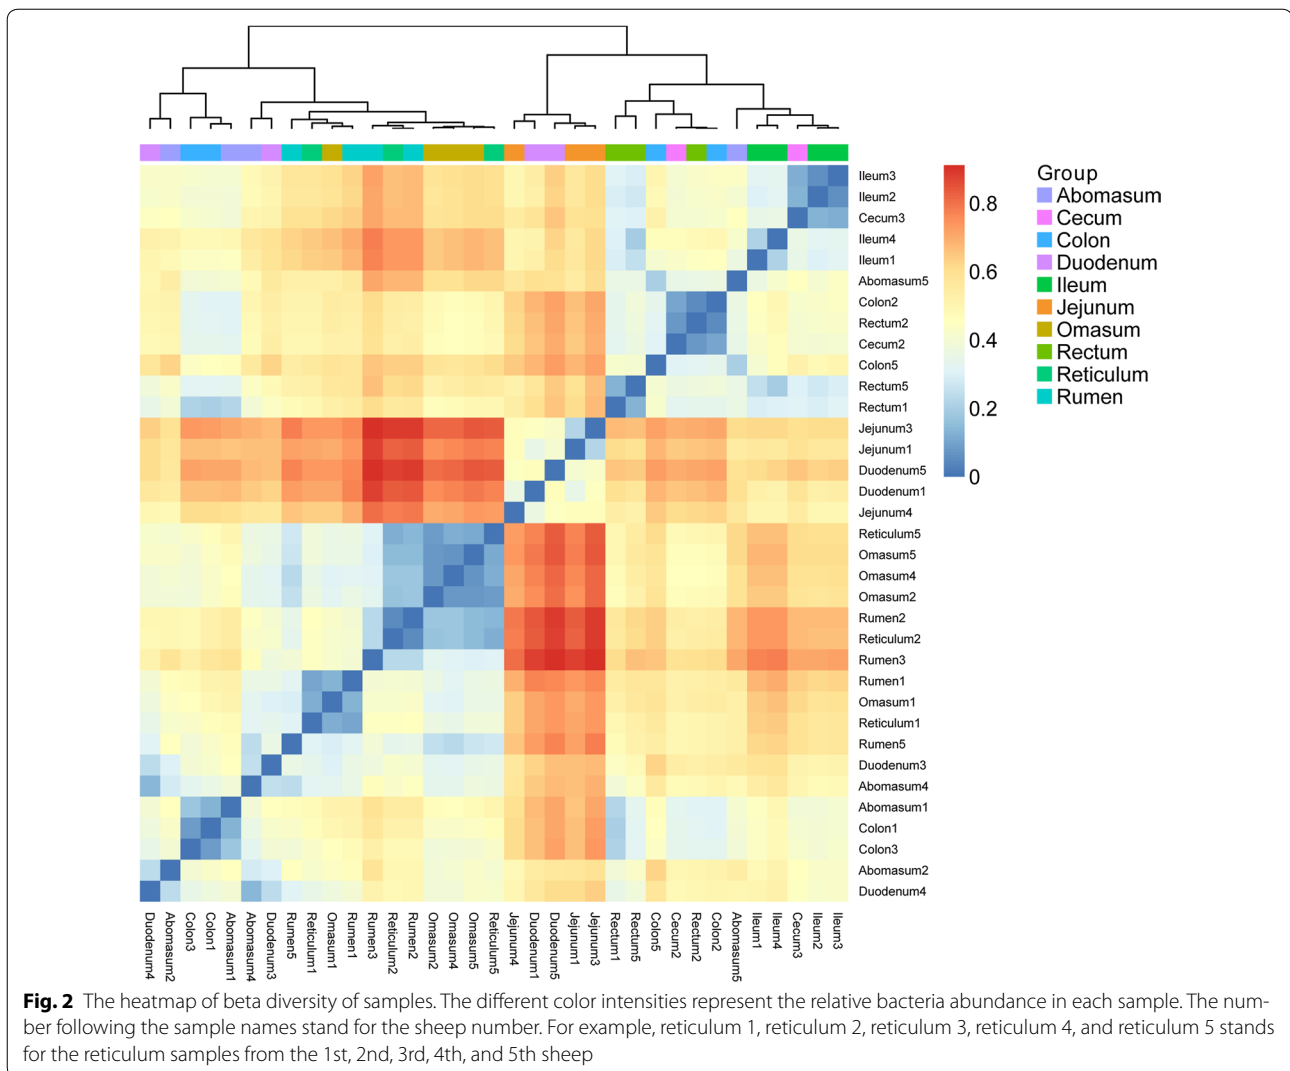 Ileum3
Ileum2
Cecum3
Ileum4
Ileum1
Abomasum5
Colon2
Rectum2
Cecum2
Colon5
Rectum5
Rectum1
Jejunum3
Jejunum1
Duodenum5
Duodenum1
Jejunum4
Reticulum5
Omasum5
Omasum4
Omasum2
Rumen2
Reticulum2
Rumen3
Rumen1
Omasum1
Reticulum1
Rumen5
Duodenum3
Abomasum4
Abomasum1
Colon1
Colon3
Abomasum2
Duodenum4
0.8
0.6
0.4
0.2
0
Group
Abomasum
Cecum
Colon
Duodenum
Ileum
Jejunum
Omasum
Rectum
Reticulum
Rumen
Duodenum4
Abomasum2
Colon3
Colon1
Abomasum1
Abomasum4
Duodenum3
Rumen5
Reticulum1
Omasum1
Rumen1
Rumen3
Reticulum2
Rumen2
Omasum2
Omasum4
Omasum5
Reticulum5
Jejunum4
Duodenum1
Duodenum5
Jejunum1
Jejunum3
Rectum1
Rectum5
Colon5
Cecum2
Rectum2
Colon2
Abomasum5
Ileum1
Ileum4
Cecum3
Ileum2
Ileum3
Fig. 2 The heatmap of beta diversity of samples. The different color intensities represent the relative bacteria abundance in each sample. The num-
ber following the sample names stand for the sheep number. For example, reticulum 1, reticulum 2, reticulum 3, reticulum 4, and reticulum 5 stands
for the reticulum samples from the 1st, 2nd, 3rd, 4th, and 5th sheep